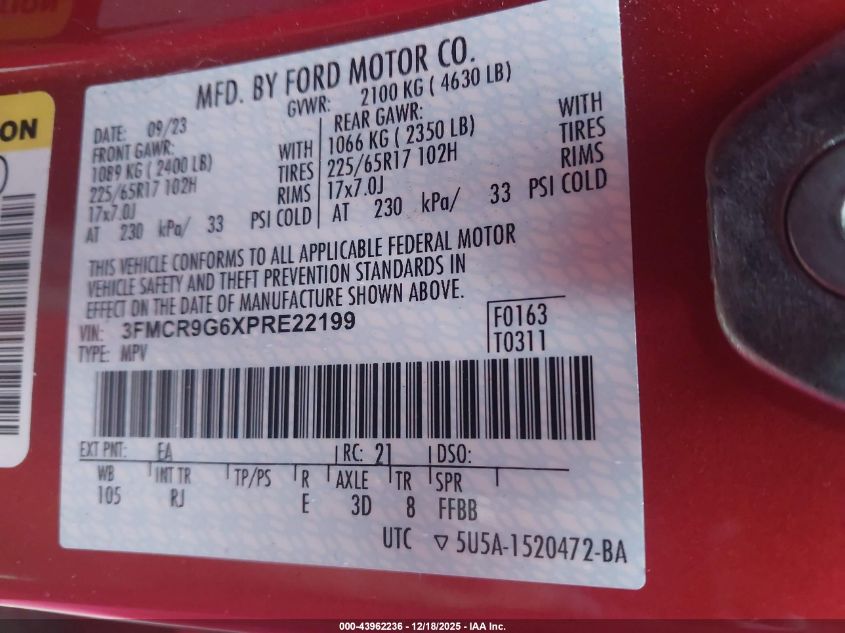 ON
MFD. BY FORD MOTOR CO.
DATE: 09/23
GVWR: 2100 KG ( 4630 LB)
FRONT GAWR:
1089 KG ( 2400 LB) WITH
225/65R17 102H TIRES
17x7.0J RIMS
AT 230 kPa/ 33 PSI COLD
REAR GAWR: WITH
1066 KG ( 2350 LB) TIRES
225/65R17 102H RIMS
17x7.0J
AT 230 kPa/ 33 PSI COLD
THIS VEHICLE CONFORMS TO ALL APPLICABLE FEDERAL MOTOR
VEHICLE SAFETY AND THEFT PREVENTION STANDARDS IN
EFFECT ON THE DATE OF MANUFACTURE SHOWN ABOVE.
VIN: 3FMCR9G6XPRE22199
TYPE: MPV
F0163
T0311
EXT PNT: EA RC: 21 DSO:
WB INT TR TP/PS R AXLE TR SPR
105 RJ E 3D 8 FFBB
UTC ▽ 5U5A-1520472-BA
000-43962236 - 12/18/2025 - IAA Inc.